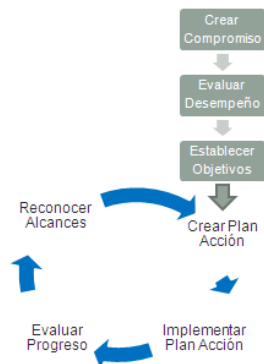 Crear
Compromiso
Evaluar
Desempeño
Establecer
Objetivos
Reconocer
Alcances
Crear Plan
Acción
Evaluar
Progreso
Implementar
Plan Acción